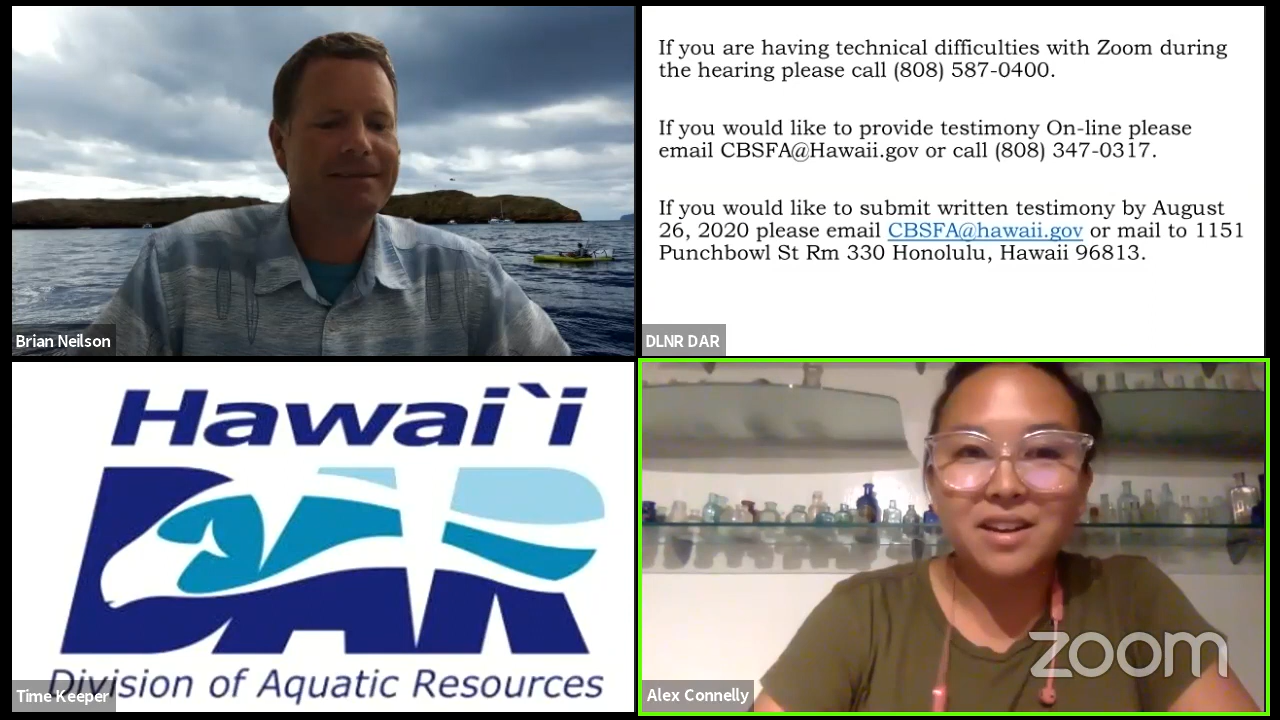 If you are having technical difficulties with Zoom during
the hearing please call (808) 587-0400.
If you would like to provide testimony On-line please
email CBSFA@Hawaii.gov or call (808) 347-0317.
If you would like to submit written testimony by August
26, 2020 please email CBSFA@hawaii.gov or mail to 1151
Punchbowl St Rm 330 Honolulu, Hawaii 96813.
Brian Neilson
DLNR DAR
Hawai`i
DAR
Division of Aquatic Resources
Time Keeper
Alex Connelly
zoom